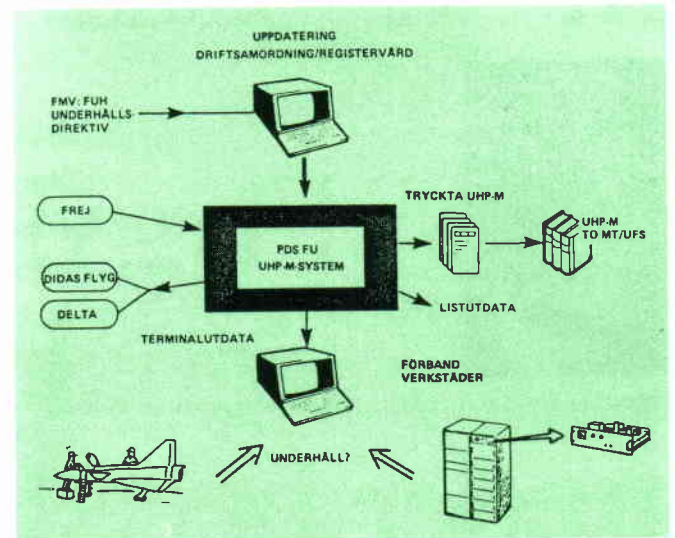 UPPDATERING
DRIFTSAMORDNING/REGISTERVÅRD
FMV: FUH
UNDERHÅLLS-
DIREKTIV
FREJ
TRYCKTA UHP-M
UHP-M
TO MT/UFS
PDS FU
UHP-M-SYSTEM
DIDAS FLYG
DELTA
LISTUTDATA
TERMINALUTDATA
FÖRBAND
VERKSTÄDER
UNDERHÅLL?